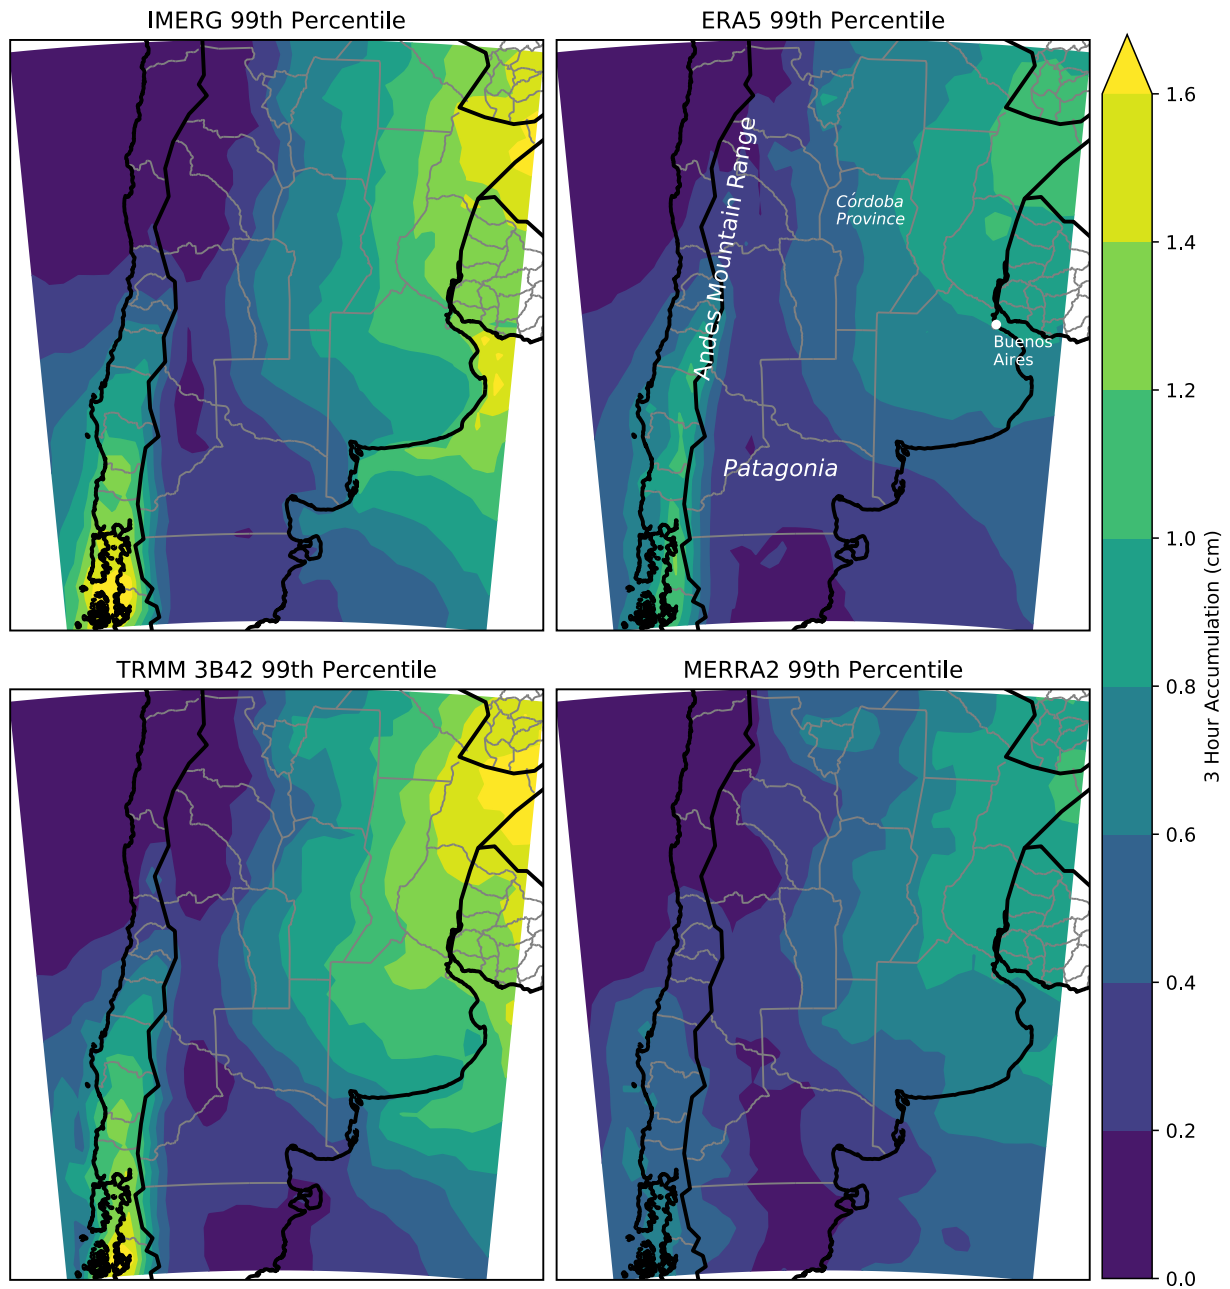 IMERG 99th Percentile
ERA5 99th Percentile
Andes Mountain Range
Córdoba
Province
Buenos
Aires
Patagonia
TRMM 3B42 99th Percentile
MERRA2 99th Percentile
1.6
1.4
1.2
1.0
0.8
0.6
0.4
0.2
0.0
3 Hour Accumulation (cm)